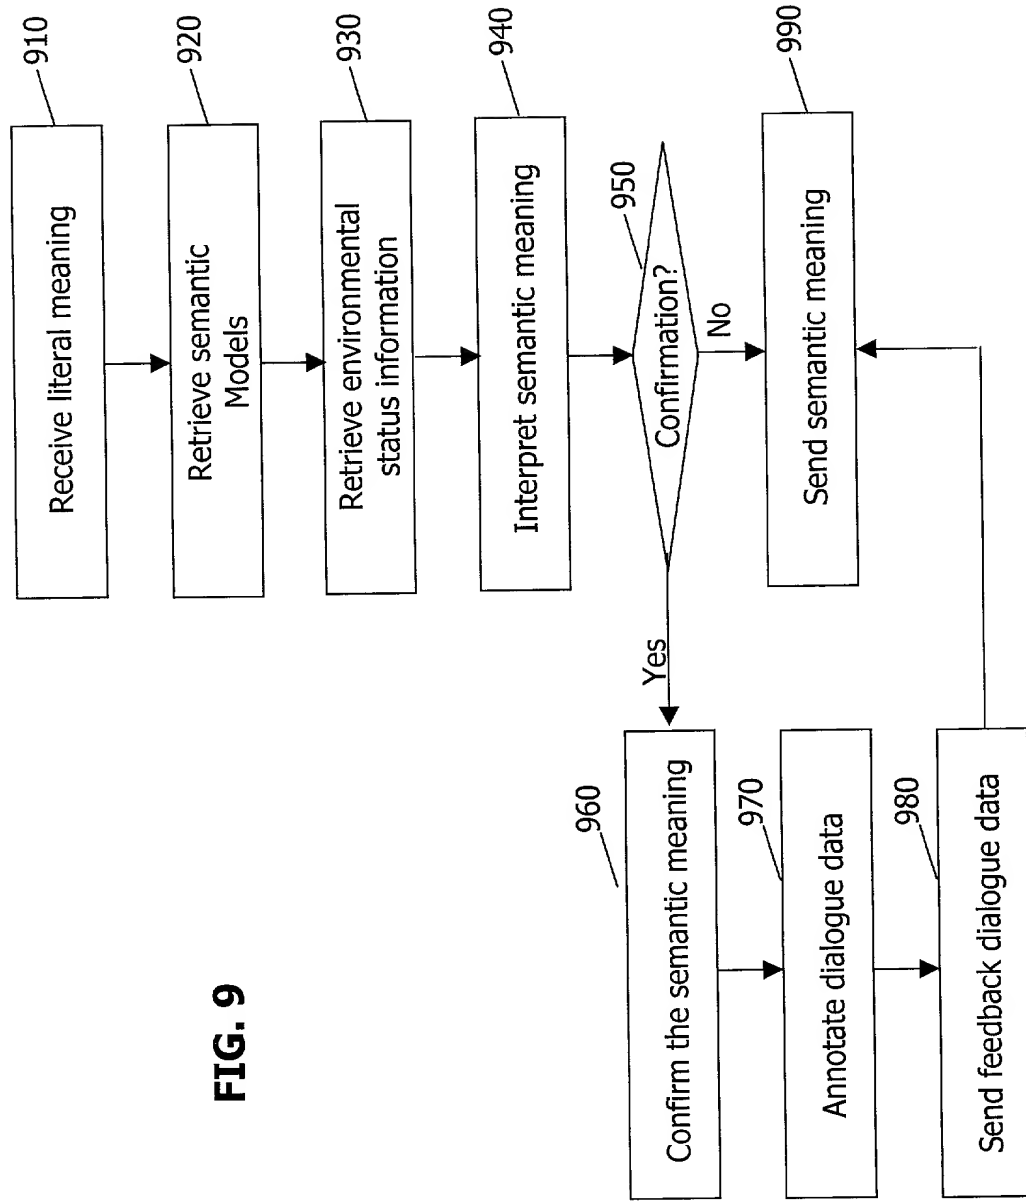 FIG. 9
910
Receive literal meaning
920
Retrieve semantic
Models
930
Retrieve environmental
status information
940
Interpret semantic meaning
950
Confirmation?
Yes
No
960
Confirm the semantic meaning
970
Annotate dialogue data
980
Send feedback dialogue data
990
Send semantic meaning